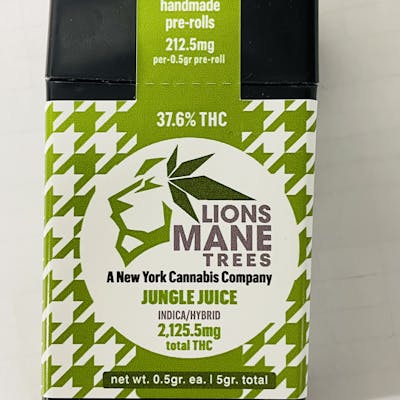 handmade
pre-rolls
212.5mg
per-0.5gr pre-roll
37.6% THC
LIONS
MANE
TREES
A New York Cannabis Company
JUNGLE JUICE
INDICA/HYBRID
2,125.5mg
total THC
net wt. 0.5gr. ea. | 5gr. total